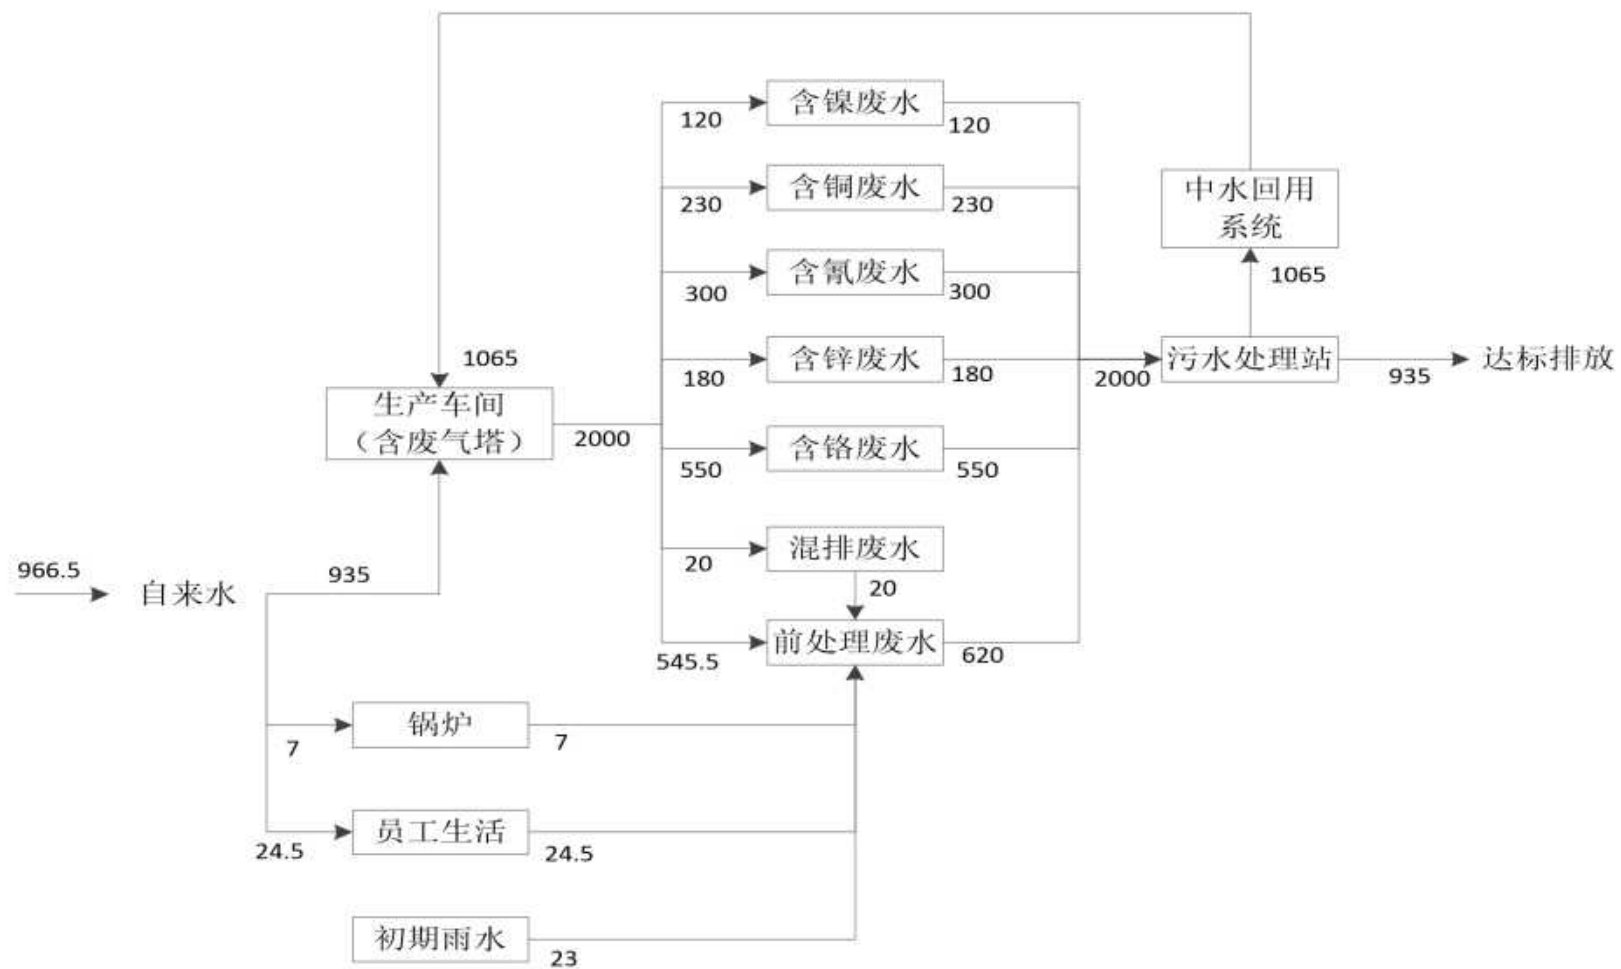 含镍废水
120
120
含铜废水
230
230
中水回用
系统
含氰废水
300
300
1065
1065
含锌废水
180
180
2000
污水处理站
935
达标排放
生产车间
（含废气塔）
2000
含铬废水
550
550
混排废水
20
20
966.5
自来水
935
前处理废水
545.5
620
锅炉
7
7
员工生活
24.5
24.5
初期雨水
23